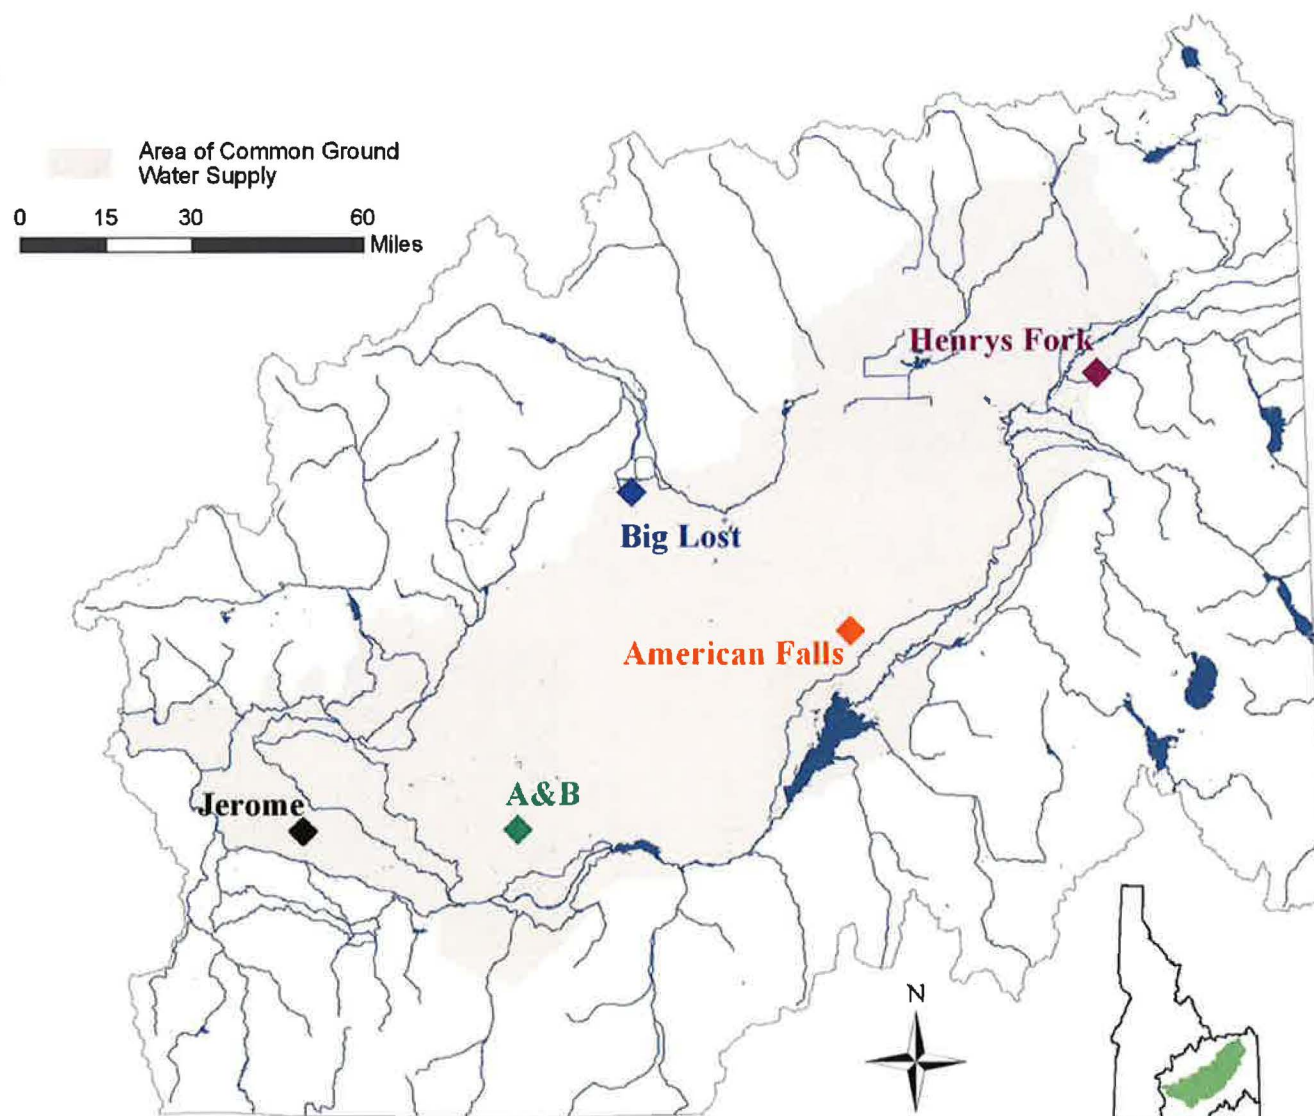 Area of Common Ground
Water Supply
0 15 30 60
Miles
Henrys Fork
Big Lost
American Falls
A&B
Jerome
N